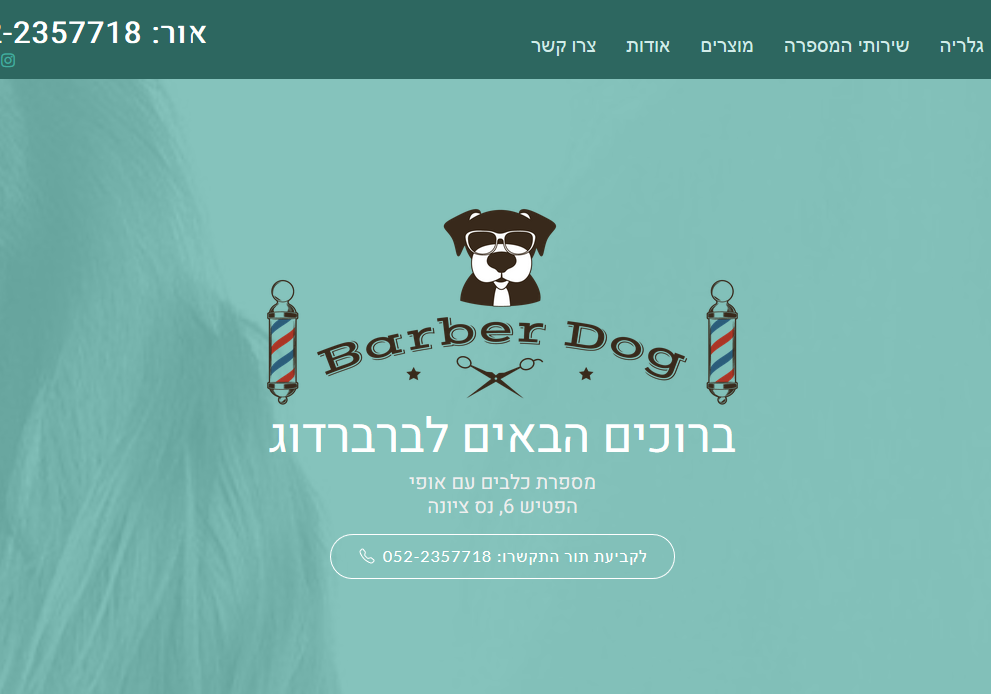 גלריה
שירותי המספרה
מוצרים
אודות
צרו קשר
אור: 2-2357718
Barber Dog
ברוכים הבאים לברברדוג
מספרת כלבים עם אופי
הפטיש 6, נס ציונה
לקביעת תור התקשרו: 052-2357718